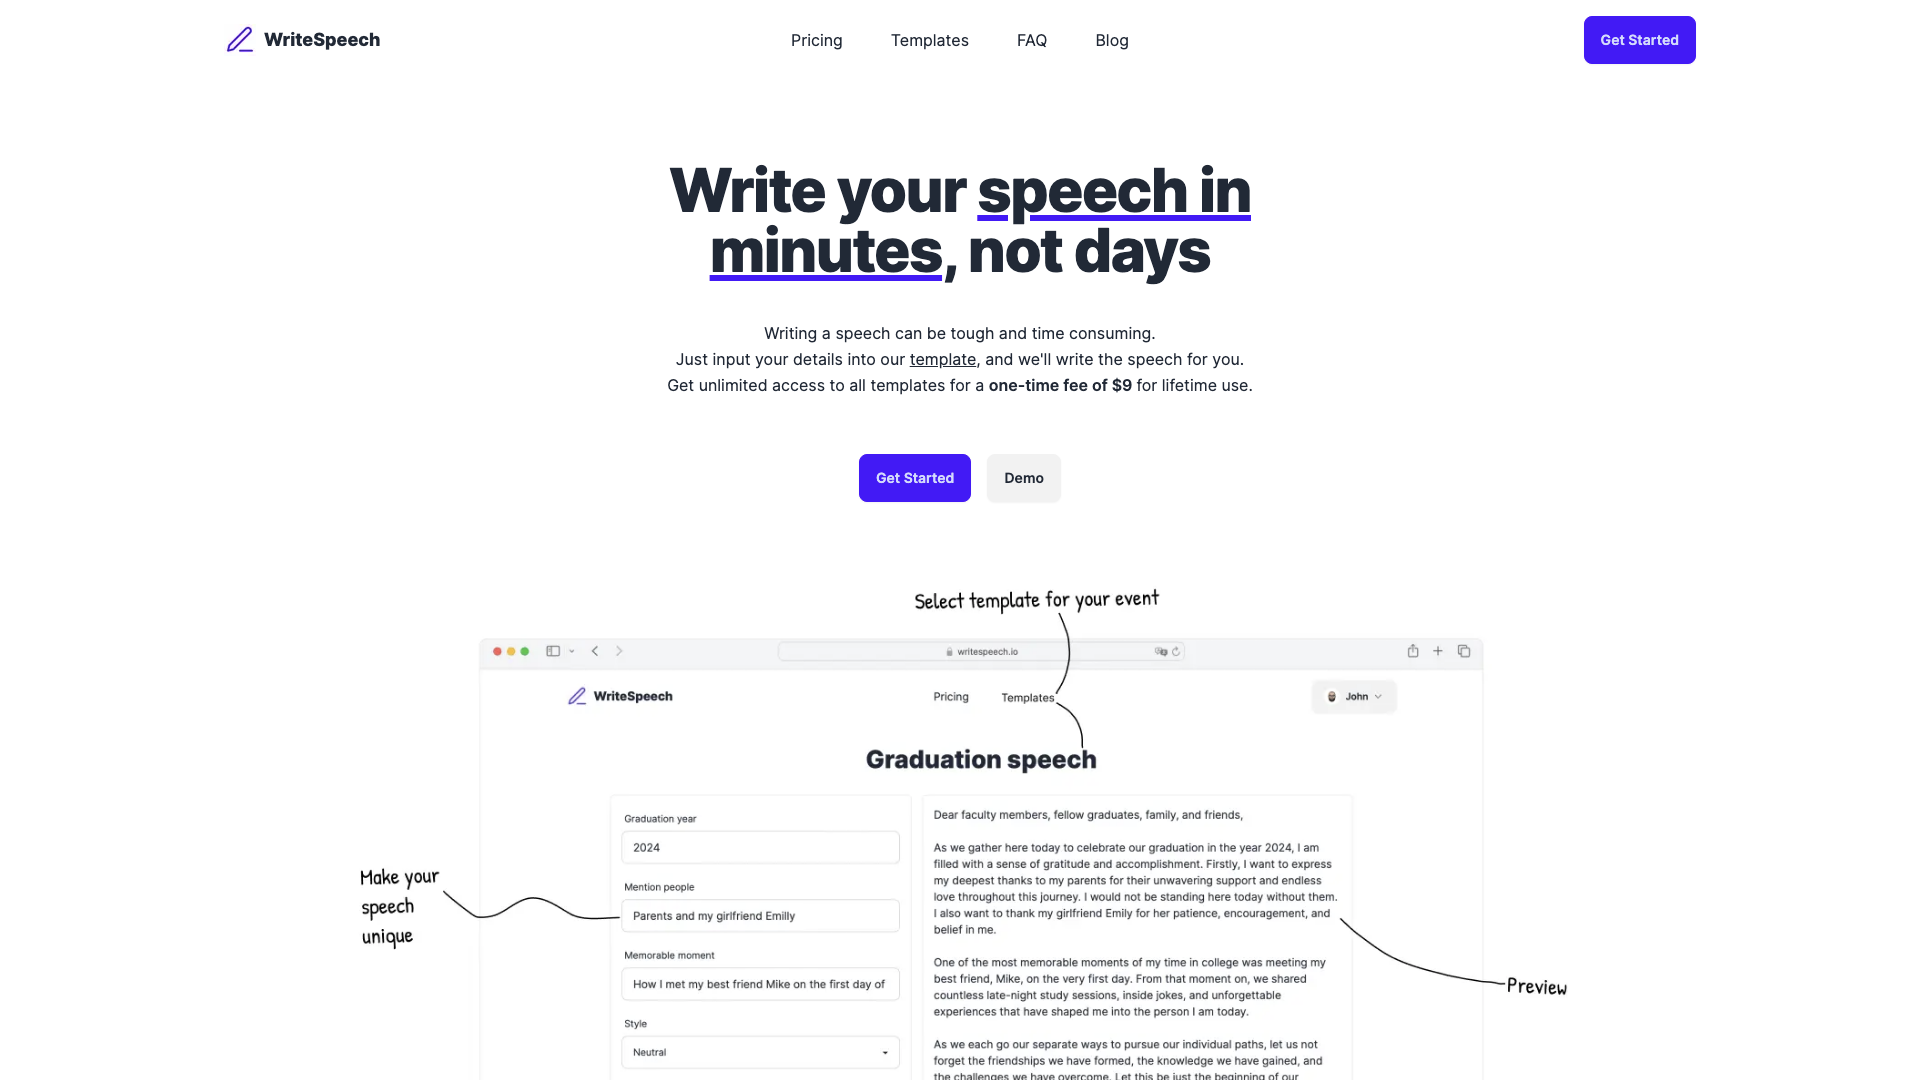 WriteSpeech
Pricing
Templates
FAQ
Blog
Get Started
Write your speech in
minutes, not days
Writing a speech can be tough and time consuming.
Just input your details into our template, and we'll write the speech for you.
Get unlimited access to all templates for a one-time fee of $9 for lifetime use.
Get Started
Demo
Select template for your event
writespeech.io
WriteSpeech
Pricing
Templates
John
Graduation speech
Make your
speech
unique
Graduation year
2024
Mention people
Parents and my girlfriend Emilly
Memorable moment
How I met my best friend Mike on the first day of
Style
Neutral
Dear faculty members, fellow graduates, family, and friends,
As we gather here today to celebrate our graduation in the year 2024, I am
filled with a sense of gratitude and accomplishment. Firstly, I want to express
my deepest thanks to my parents for their unwavering support and endless
love throughout this journey. I would not be standing here today without them.
I also want to thank my girlfriend Emily for her patience, encouragement, and
belief in me.
One of the most memorable moments of my time in college was meeting my
best friend, Mike, on the very first day. From that moment on, we shared
countless late-night study sessions, inside jokes, and unforgettable
experiences that have shaped me into the person I am today.
As we each go our separate ways to pursue our individual paths, let us not
forget the friendships we have formed, the knowledge we have gained, and
the challenges we have overcome. Let this be just the beginning of our
Preview